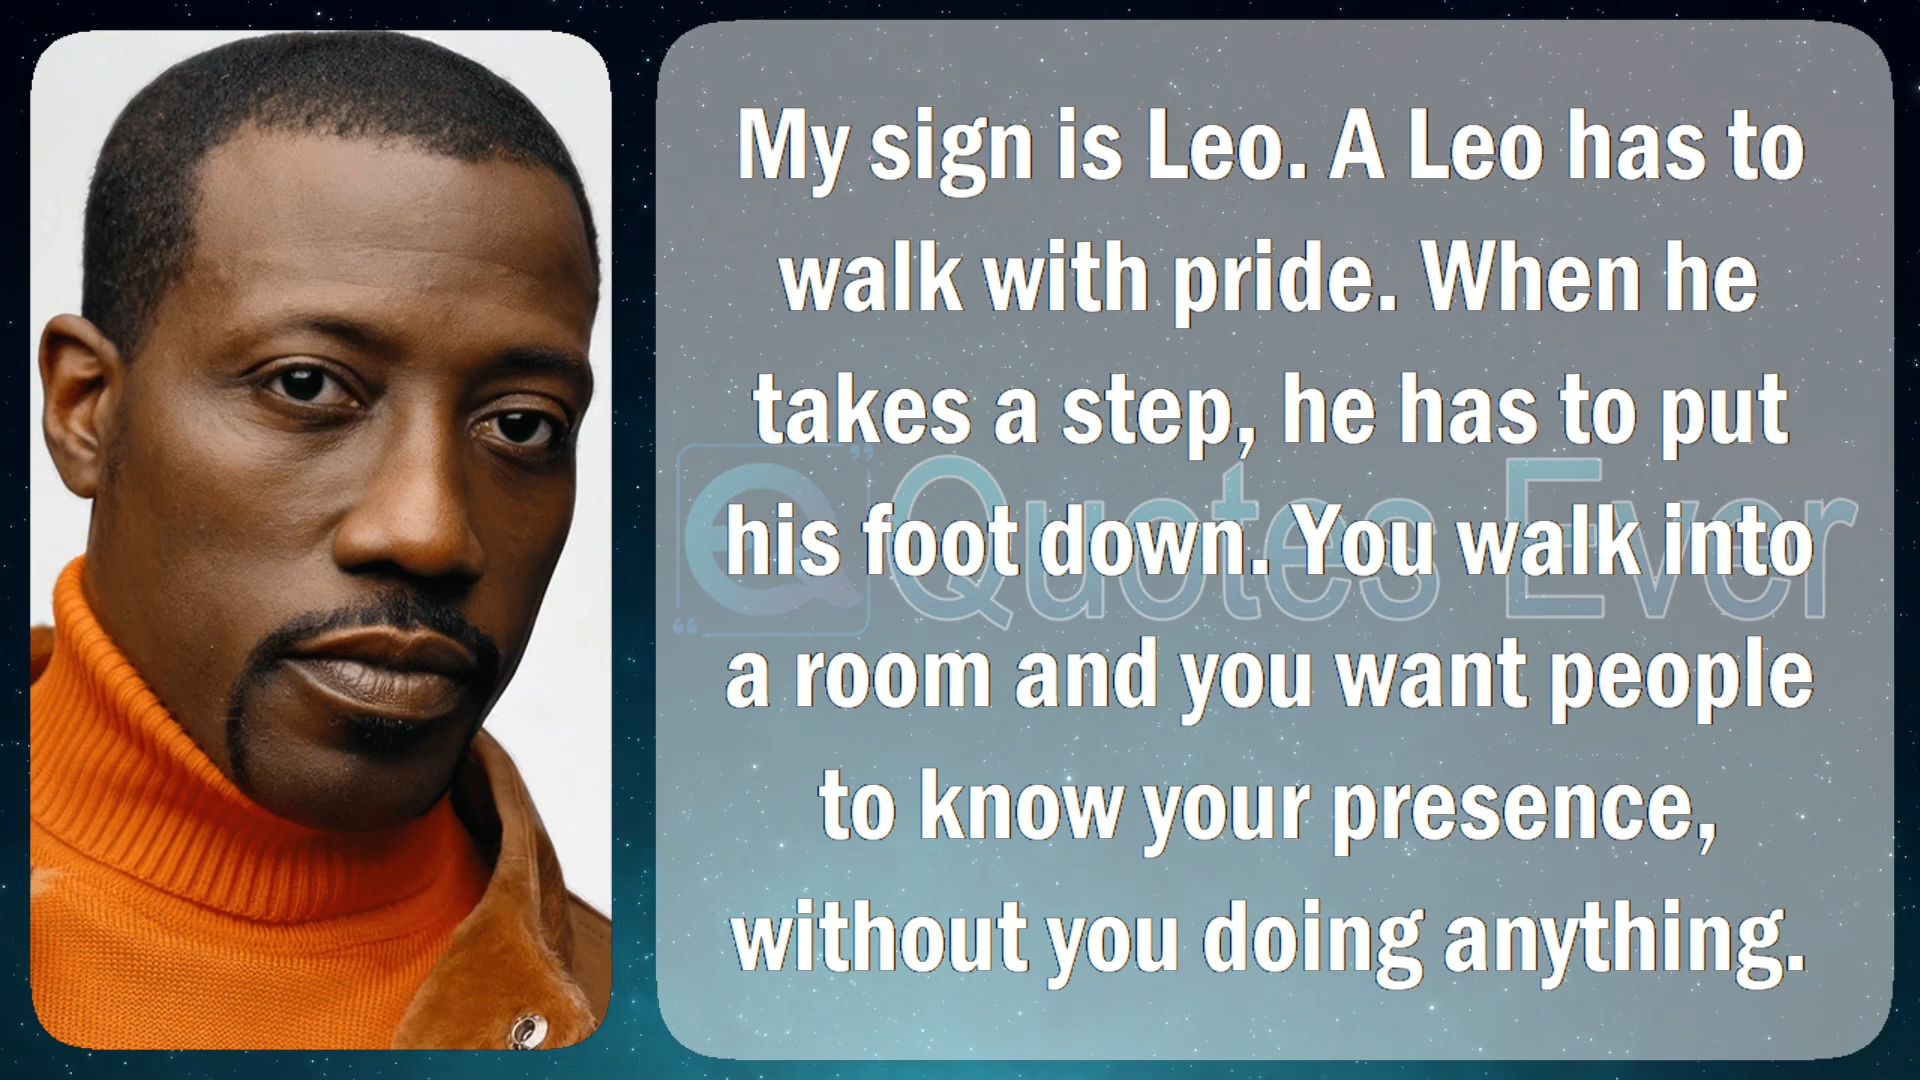 My sign is Leo. A Leo has to
walk with pride. When he
takes a step, he has to put
his foot down. You walk into
a room and you want people
to know your presence,
without you doing anything.
eQ Quotes Ever